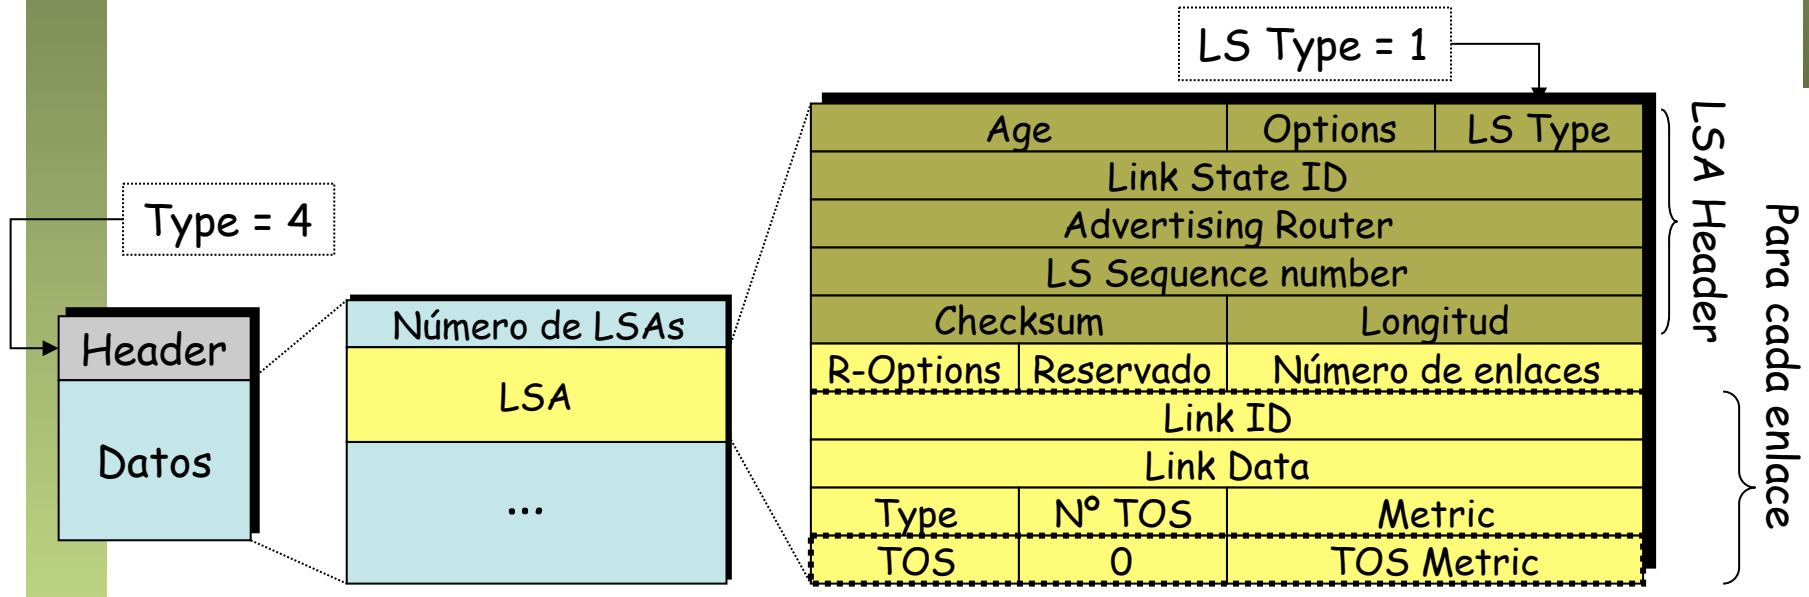 LS Type = 1
Type = 4
Header
Datos
Número de LSAs
LSA
...
Age Options LS Type
Link State ID
Advertising Router
LS Sequence number
Checksum Longitud
R-Options Reservado Número de enlaces
Link ID
Link Data
Type Nº TOS Metric
TOS 0 TOS Metric
LSA Header
Para cada enlace